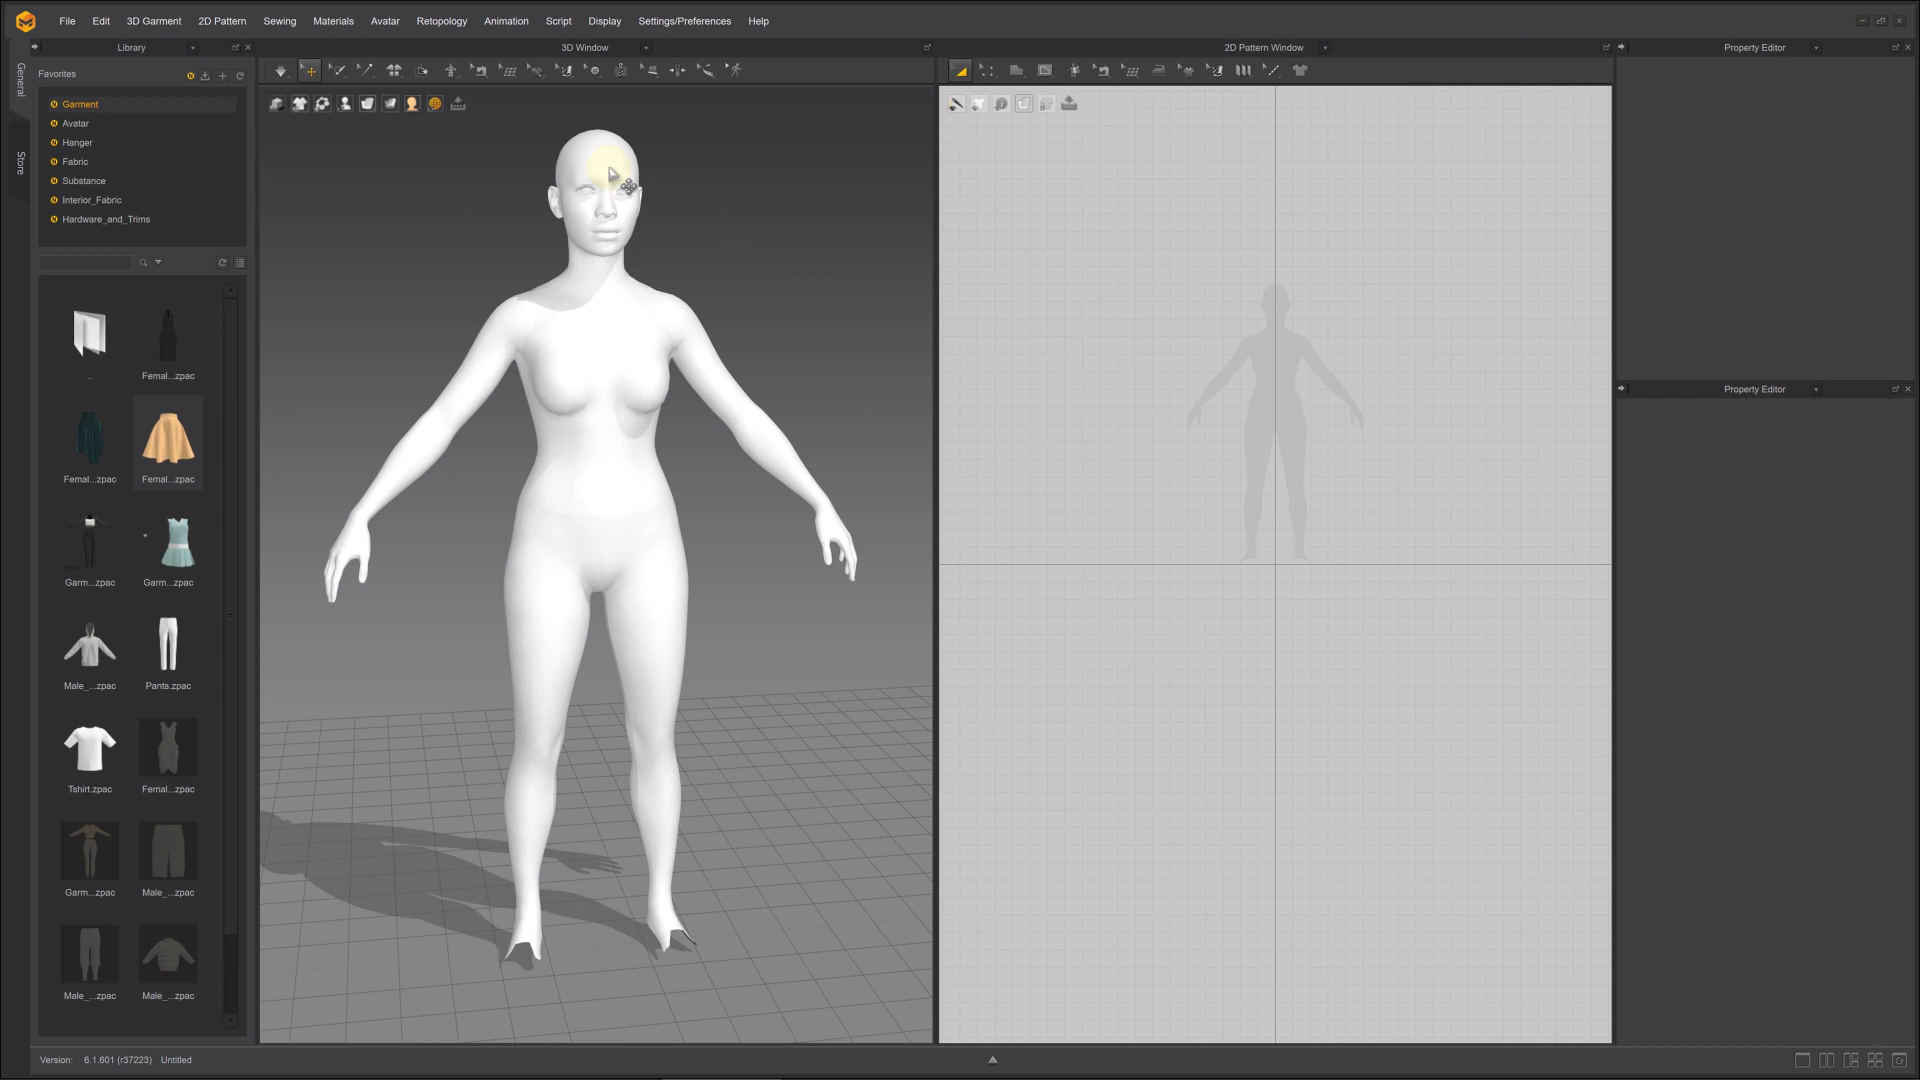 File Edit 3D Garment 2D Pattern Sewing Materials Avatar Retopology Animation Script Display Settings/Preferences Help
Library 3D Window 2D Pattern Window Property Editor
General
Store
Favorites
Garment
Avatar
Hanger
Fabric
Substance
Interior_Fabric
Hardware_and_Trims
.. Femal...zpac
Femal...zpac Femal...zpac
Garm...zpac Garm...zpac
Male_...zpac Pants.zpac
Tshirt.zpac Femal...zpac
Garm...zpac Male_...zpac
Male_...zpac Male_...zpac
Property Editor
Version: 6.1.601 (r37223) Untitled